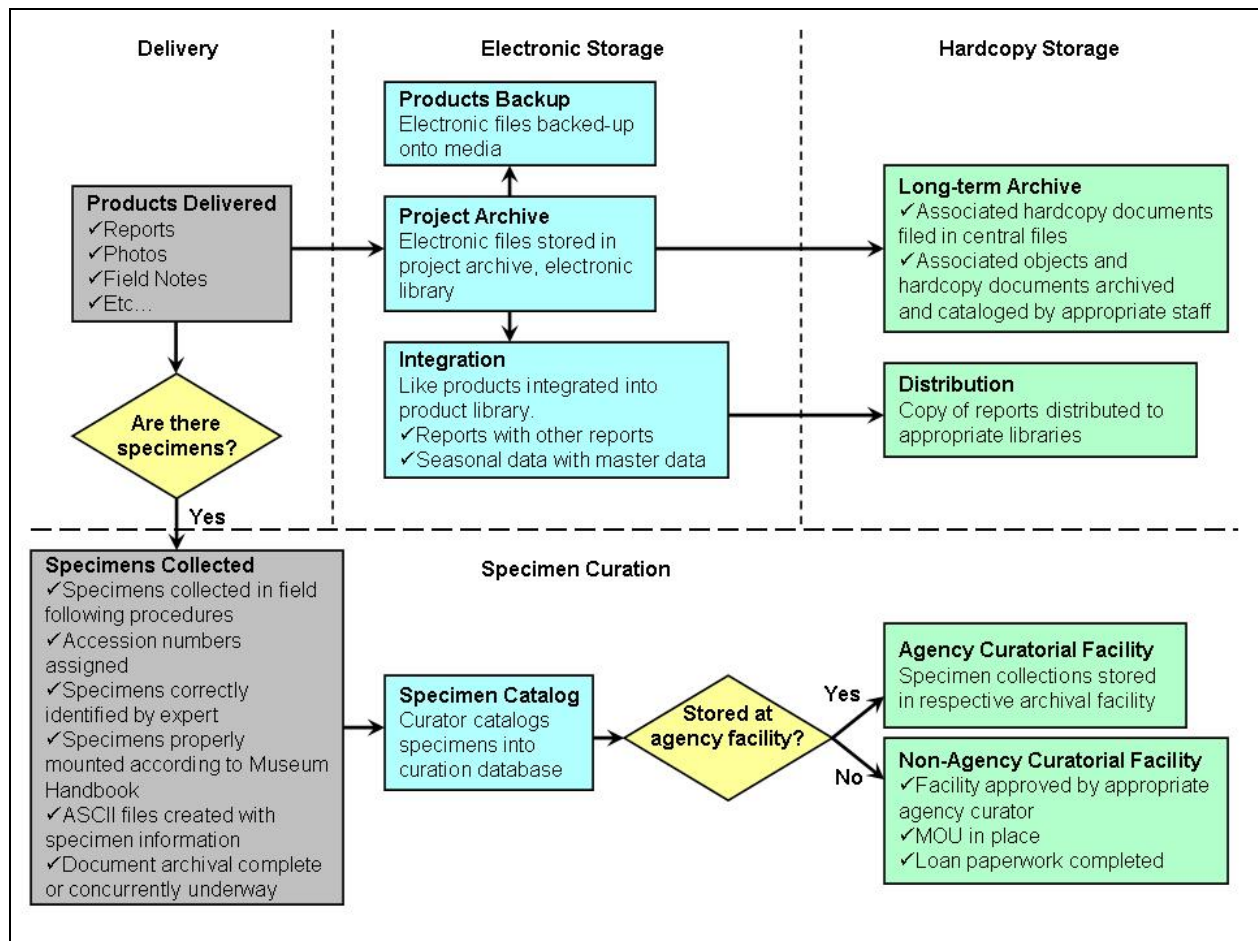 Delivery
Electronic Storage
Hardcopy Storage
Products Backup
Electronic files backed-up
onto media
Products Delivered
✓Reports
✓Photos
✓Field Notes
✓Etc…
Project Archive
Electronic files stored in
project archive, electronic
library
Long-term Archive
✓Associated hardcopy documents
filed in central files
✓Associated objects and
hardcopy documents archived
and cataloged by appropriate staff
Integration
Like products integrated into
product library.
✓Reports with other reports
✓Seasonal data with master data
Distribution
Copy of reports distributed to
appropriate libraries
Are there
specimens?
Yes
Specimens Collected
✓Specimens collected in field
following procedures
✓Accession numbers
assigned
✓Specimens correctly
identified by expert
✓Specimens properly
mounted according to Museum
Handbook
✓ASCII files created with
specimen information
✓Document archival complete
or concurrently underway
Specimen Curation
Specimen Catalog
Curator catalogs
specimens into
curation database
Stored at
agency facility?
Yes
No
Agency Curatorial Facility
Specimen collections stored
in respective archival facility
Non-Agency Curatorial Facility
✓Facility approved by appropriate
agency curator
✓MOU in place
✓Loan paperwork completed